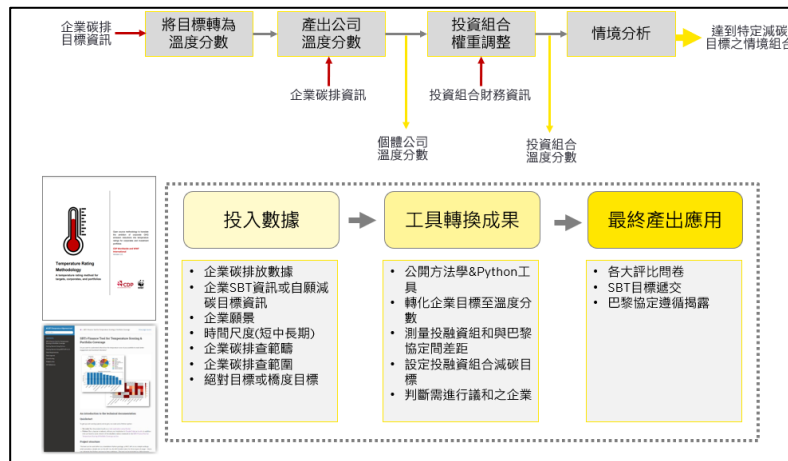 企業碳排
目標資訊
將目標轉為
溫度分數
產出公司
溫度分數
投資組合
權重調整
情境分析
達到特定減碳
目標之情境組合
企業碳排資訊
投資組合財務資訊
個體公司
溫度分數
投資組合
溫度分數
Temperature Rating
Methodology
A temperature rating method for
targets, corporates, and portfolios
CDP
WWF
投入數據
工具轉換成果
最終產出應用
• 企業碳排放數據
• 企業SBT資訊或自願減
碳目標資訊
• 企業願景
• 時間尺度(短中長期)
• 企業碳排查範疇
• 企業碳排查範圍
• 絕對目標或橋度目標
• 公開方法學&Python工
具
• 轉化企業目標至溫度分
數
• 測量投融資組和與巴黎
協定間差距
• 設定投融資組合減碳目
標
• 判斷需進行議和之企業
• 各大評比問卷
• SBT目標遞交
• 巴黎協定遵循揭露